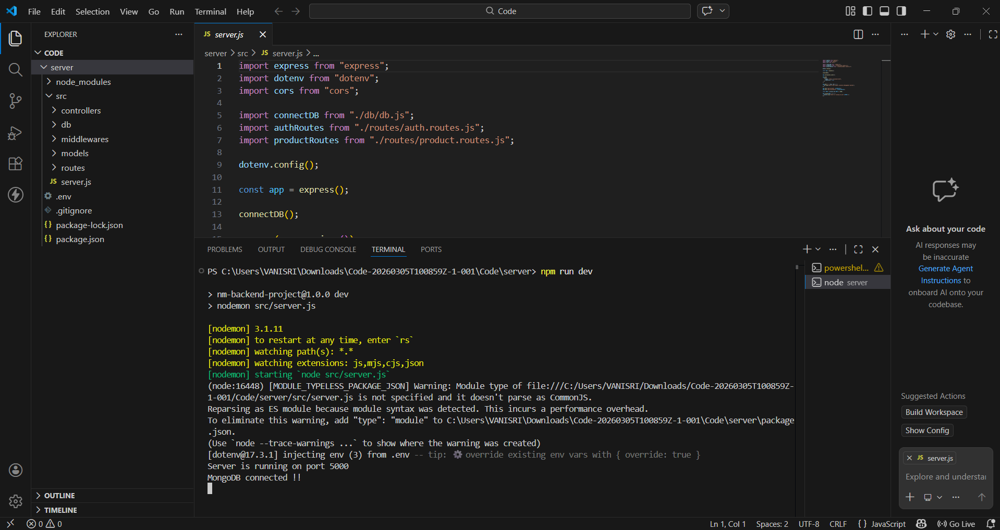 File Edit Selection View Go Run Terminal Help
Code
EXPLORER
CODE
server
node_modules
src
controllers
db
middlewares
models
routes
JS server.js
.env
.gitignore
{} package-lock.json
{} package.json
OUTLINE
TIMELINE
JS server.js
server > src > JS server.js > ...
1 import express from "express";
2 import dotenv from "dotenv";
3 import cors from "cors";
4
5 import connectDB from "./db/db.js";
6 import authRoutes from "./routes/auth.routes.js";
7 import productRoutes from "./routes/product.routes.js";
8
9 dotenv.config();
10
11 const app = express();
12
13 connectDB();
14
PROBLEMS OUTPUT DEBUG CONSOLE TERMINAL PORTS
PS C:\Users\VANISRI\Downloads\Code-20260305T100859Z-1-001\Code\server> npm run dev
> nm-backend-project@1.0.0 dev
> nodemon src/server.js
[nodemon] 3.1.11
[nodemon] to restart at any time, enter `rs`
[nodemon] watching path(s): *.*
[nodemon] watching extensions: js,mjs,cjs,json
[nodemon] starting `node src/server.js`
(node:16448) [MODULE_TYPELESS_PACKAGE_JSON] Warning: Module type of file:///C:/Users/VANISRI/Downloads/Code-20260305T100859Z-
1-001/Code/server/src/server.js is not specified and it doesn't parse as CommonJS.
Reparsing as ES module because module syntax was detected. This incurs a performance overhead.
To eliminate this warning, add "type": "module" to C:\Users\VANISRI\Downloads\Code-20260305T100859Z-1-001\Code\server\package
.json.
(Use `node --trace-warnings ...` to show where the warning was created)
[dotenv@17.3.1] injecting env (3) from .env -- tip: ⚙️ override existing env vars with { override: true }
Server is running on port 5000
MongoDB connected !!
powershel...
node server
Ask about your code
AI responses may
be inaccurate
Generate Agent
Instructions to
onboard AI onto your
codebase.
Suggested Actions
Build Workspace
Show Config
JS server.js
Explore and understa
0 0
Ln 1, Col 1 Spaces: 2 UTF-8 CRLF {} JavaScript Go Live